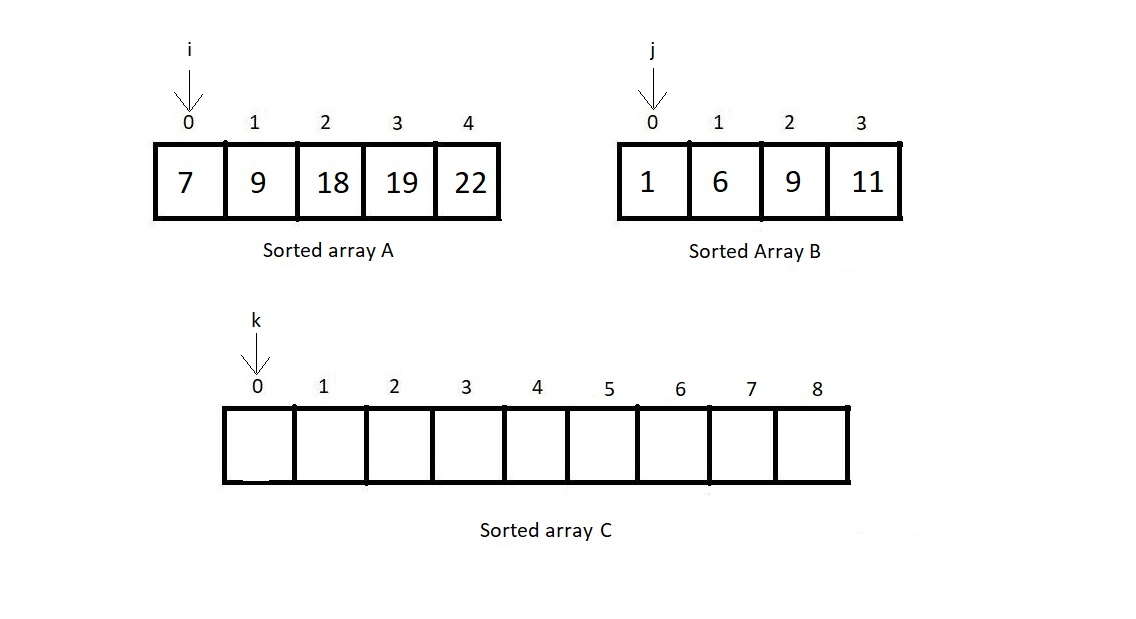 i
j
0 1 2 3 4
0 1 2 3
7 9 18 19 22
1 6 9 11
Sorted array A
Sorted Array B
k
0 1 2 3 4 5 6 7 8
Sorted array C